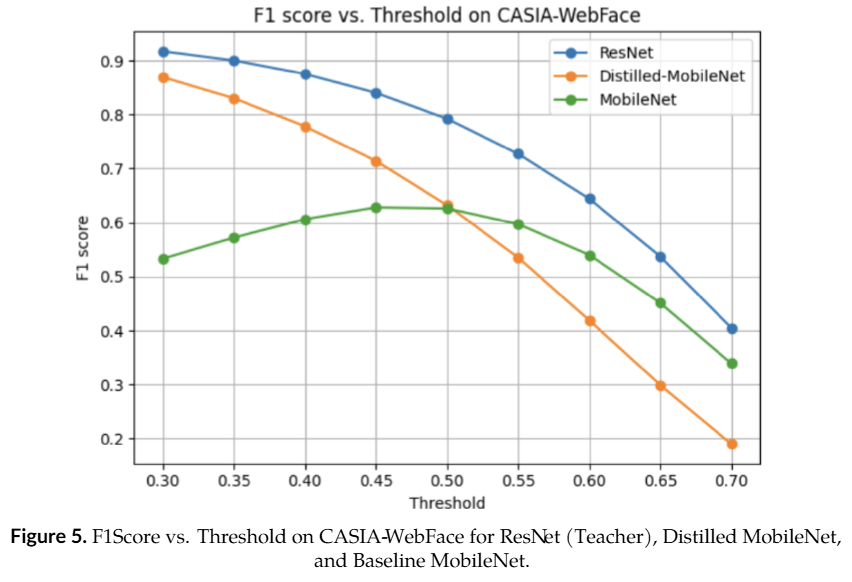 F1 score vs. Threshold on CASIA-WebFace
ResNet
Distilled-MobileNet
MobileNet
F1 score
0.9
0.8
0.7
0.6
0.5
0.4
0.3
0.2
0.30 0.35 0.40 0.45 0.50 0.55 0.60 0.65 0.70
Threshold
Figure 5. F1Score vs. Threshold on CASIA-WebFace for ResNet (Teacher), Distilled MobileNet,
and Baseline MobileNet.